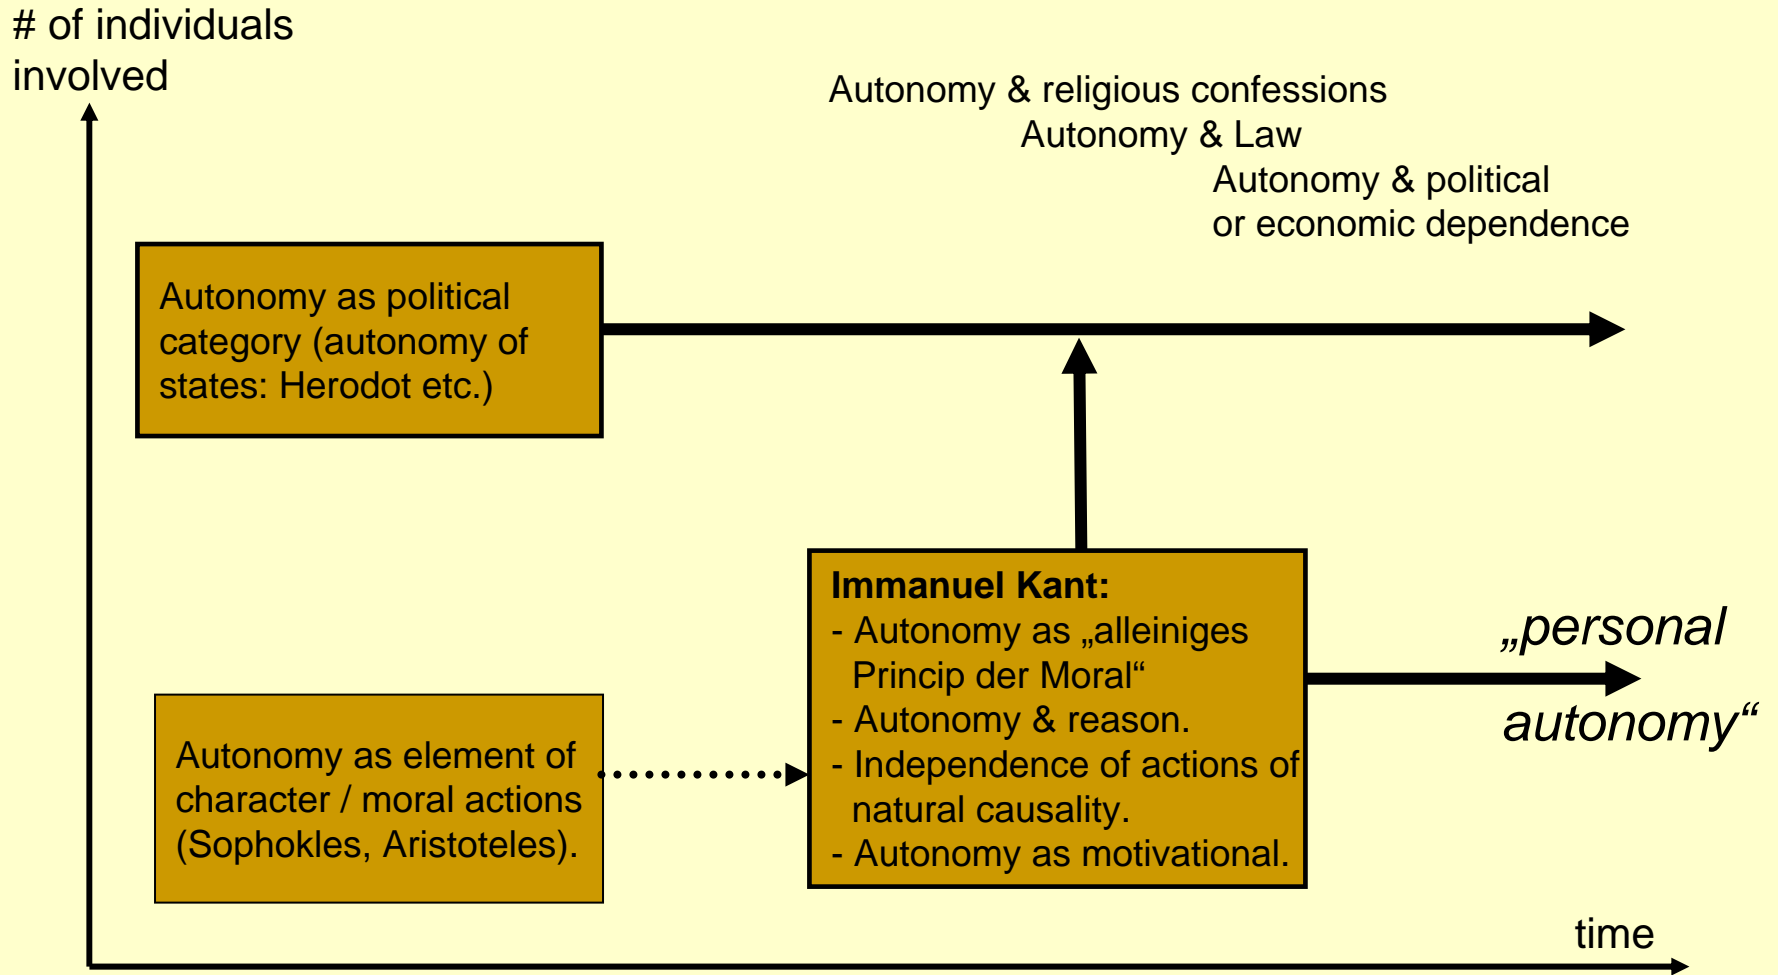 # of individuals
involved
Autonomy & religious confessions
Autonomy & Law
Autonomy & political
or economic dependence
Autonomy as political
category (autonomy of
states: Herodot etc.)
Immanuel Kant:
- Autonomy as „alleiniges
Princip der Moral“
- Autonomy & reason.
- Independence of actions of
natural causality.
- Autonomy as motivational.
„personal
autonomy“
Autonomy as element of
character / moral actions
(Sophokles, Aristoteles).
time